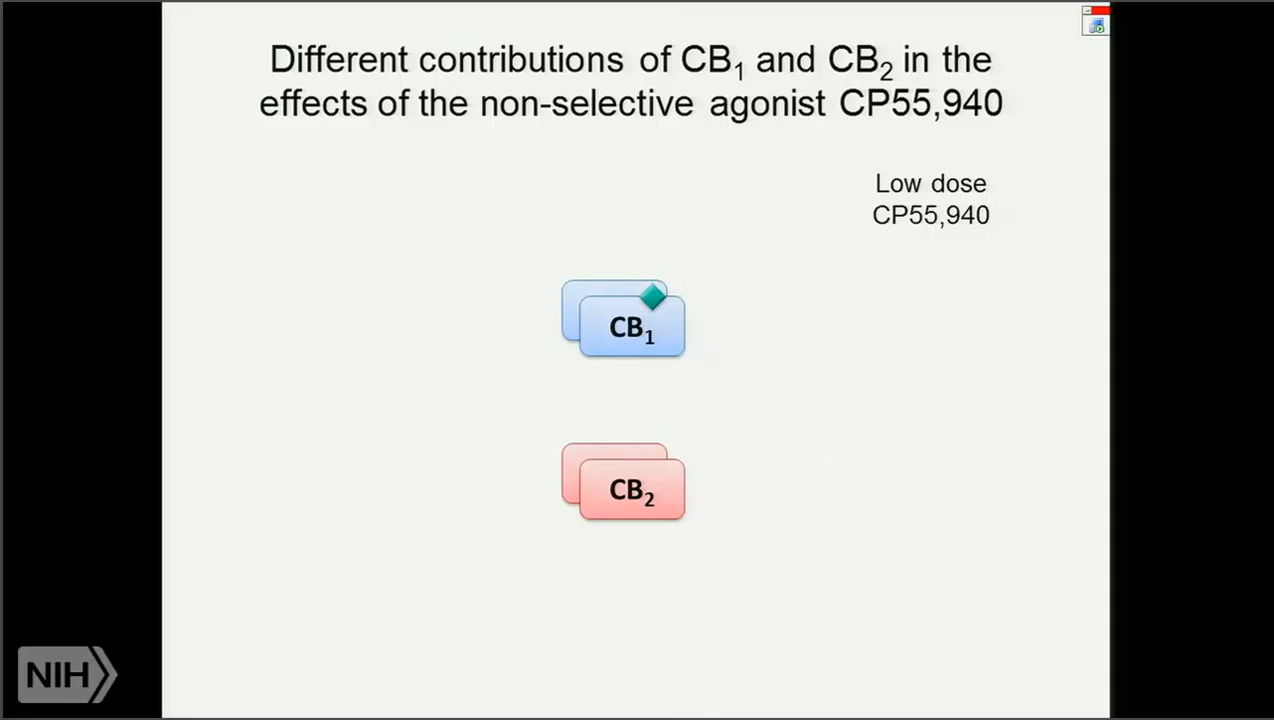 Different contributions of CB₁ and CB₂ in the
effects of the non-selective agonist CP55,940
Low dose
CP55,940
CB₁
CB₂
NIH